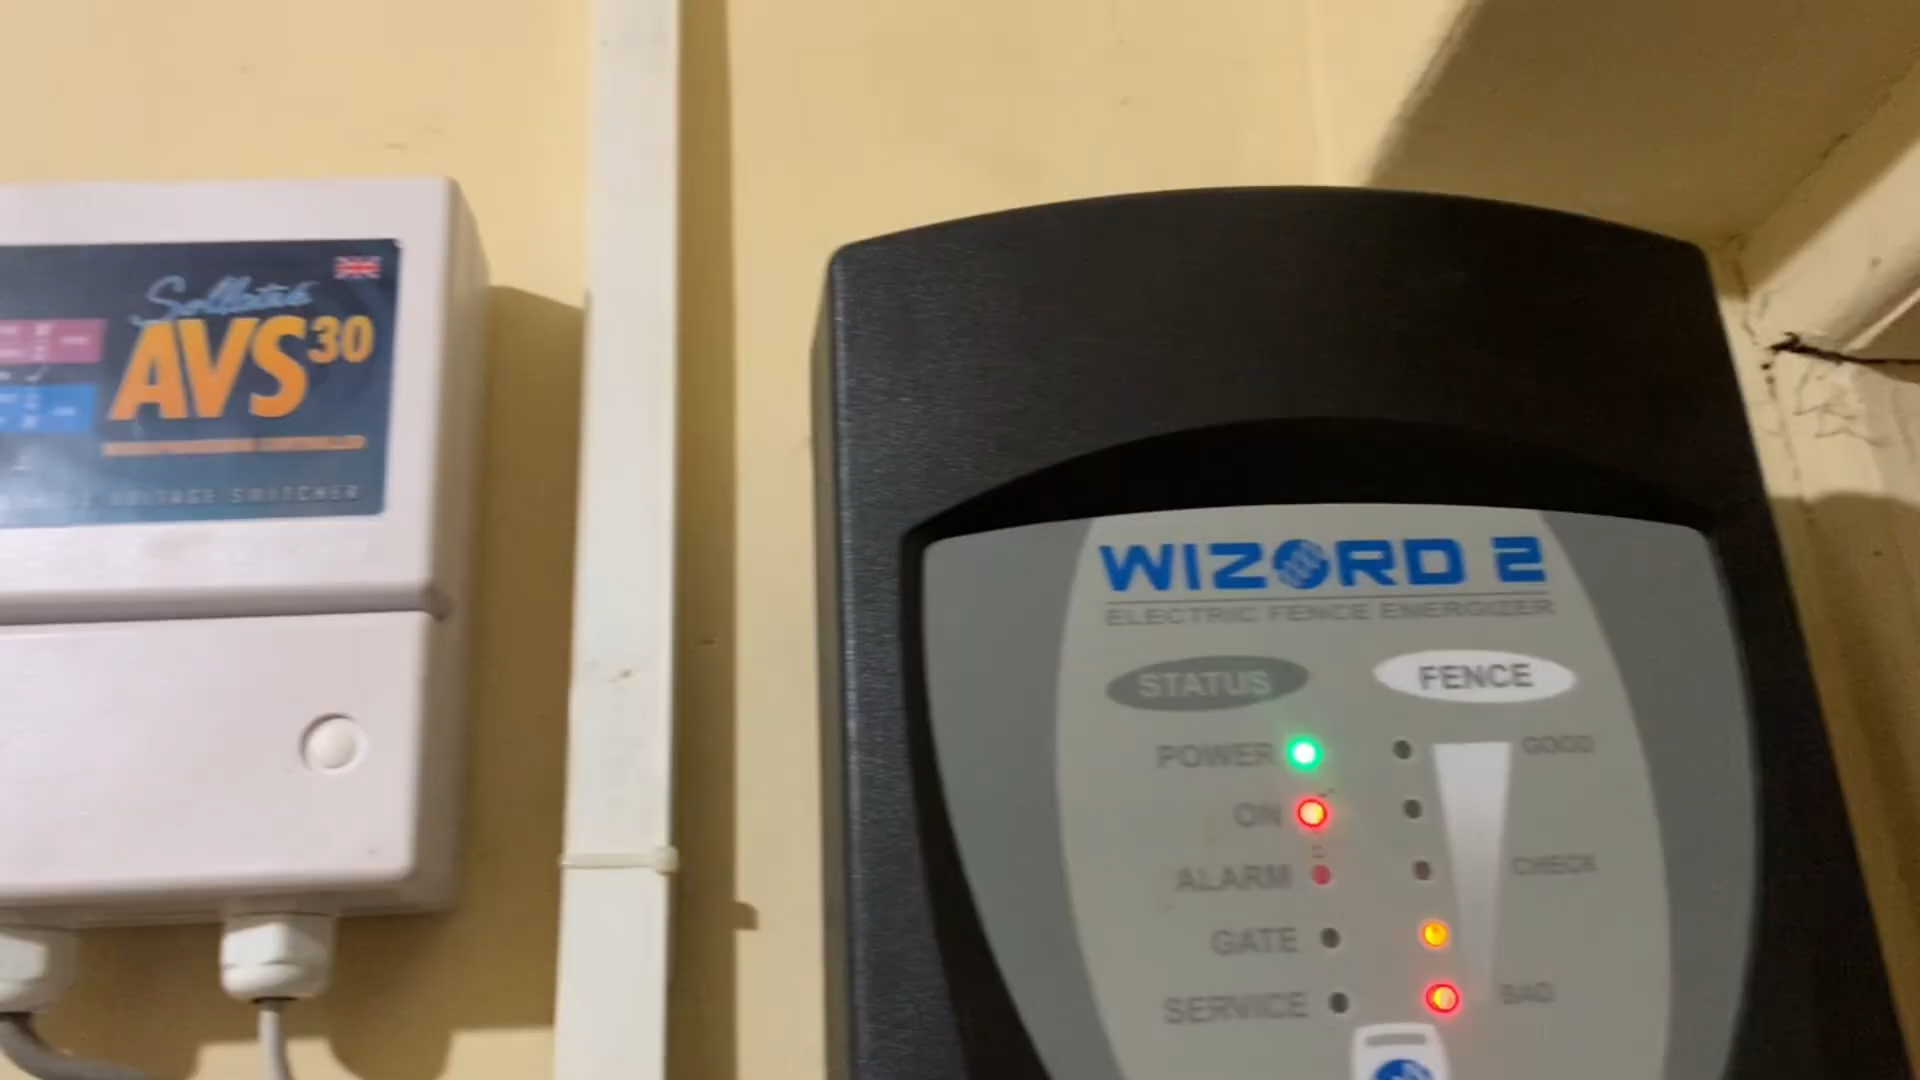 Sollatek
AVS30
VOLTAGE SWITCHER
WIZORD 2
ELECTRIC FENCE ENERGIZER
STATUS
FENCE
POWER
GOOD
ON
ALARM
CHECK
GATE
SERVICE
BAD